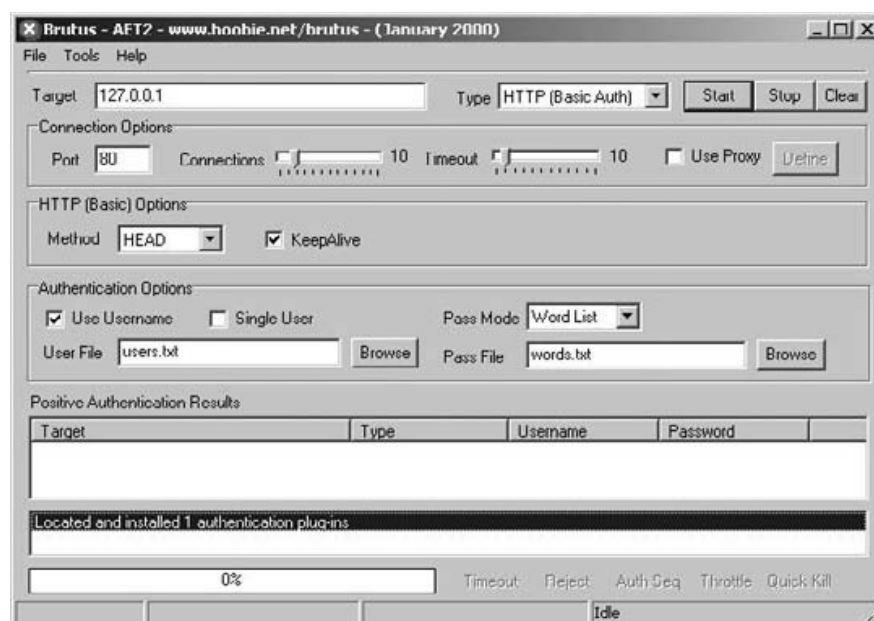 Brutus - AET2 - www.hoobie.net/brutus - (January 2000)
File Tools Help
Target 127.0.0.1 Type HTTP (Basic Auth) Start Stop Clear
Connection Options
Port 80 Connections 10 Timeout 10 Use Proxy Define
HTTP (Basic) Options
Method HEAD KeepAlive
Authentication Options
Use Username Single User Pass Mode Word List
User File users.txt Browse Pass File words.txt Browse
Positive Authentication Results
Target Type Username Password
Located and installed 1 authentication plug-ins
0% Timeout Reject Auth Seq Throttle Quick Kill
Idle